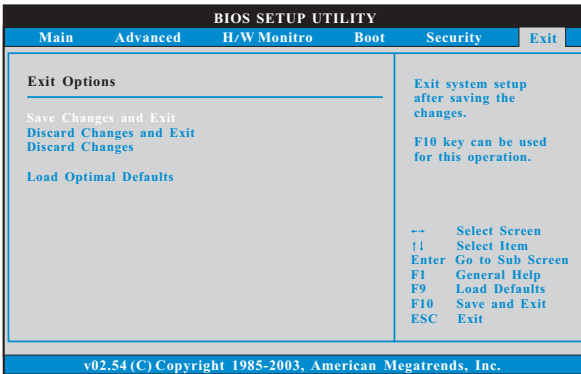 BIOS SETUP UTILITY
Main Advanced H/W Monitro Boot Security Exit
Exit Options
Save Changes and Exit
Discard Changes and Exit
Discard Changes
Load Optimal Defaults
Exit system setup
after saving the
changes.
F10 key can be used
for this operation.
←→ Select Screen
↑↓ Select Item
Enter Go to Sub Screen
F1 General Help
F9 Load Defaults
F10 Save and Exit
ESC Exit
v02.54 (C) Copyright 1985-2003, American Megatrends, Inc.